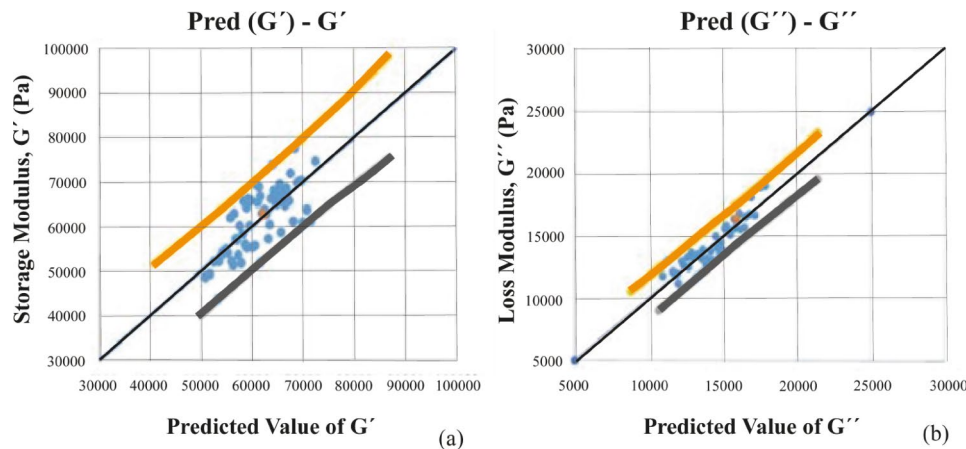 Pred (G´) - G´
Storage Modulus, G´ (Pa)
100000
90000
80000
70000
60000
50000
40000
30000
30000 40000 50000 60000 70000 80000 90000 100000
Predicted Value of G´
(a)
Pred (G´´) - G´´
Loss Modulus, G´´ (Pa)
30000
25000
20000
15000
10000
5000
5000 10000 15000 20000 25000 30000
Predicted Value of G´´
(b)